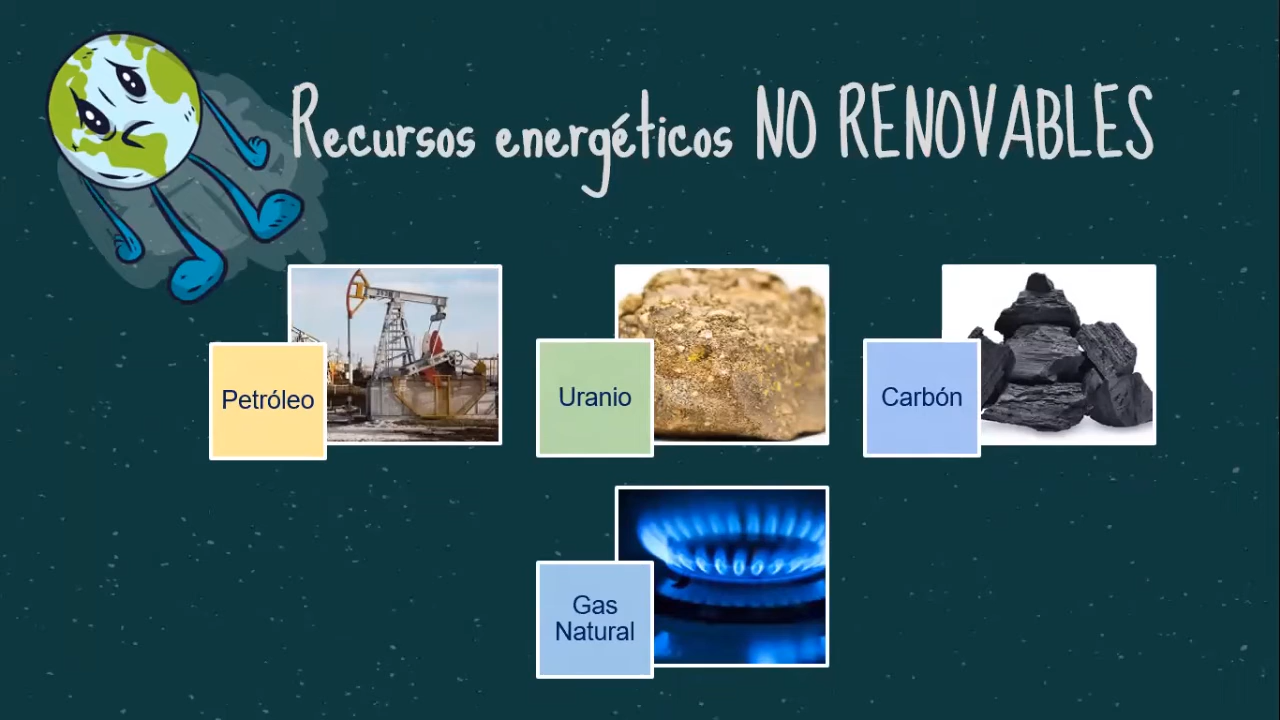 Recursos energéticos NO RENOVABLES
Petróleo
Uranio
Carbón
Gas
Natural